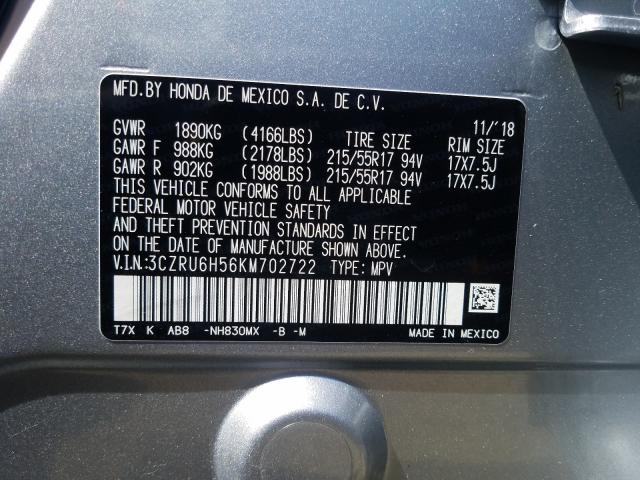 MFD.BY HONDA DE MEXICO S.A. DE C.V.
11/'18
GVWR 1890KG (4166LBS) TIRE SIZE RIM SIZE
GAWR F 988KG (2178LBS) 215/55R17 94V 17X7.5J
GAWR R 902KG (1988LBS) 215/55R17 94V 17X7.5J
THIS VEHICLE CONFORMS TO ALL APPLICABLE
FEDERAL MOTOR VEHICLE SAFETY
AND THEFT PREVENTION STANDARDS IN EFFECT
ON THE DATE OF MANUFACTURE SHOWN ABOVE.
V.I.N:3CZRU6H56KM702722 TYPE: MPV
T7X K AB8 -NH830MX -B -M MADE IN MEXICO